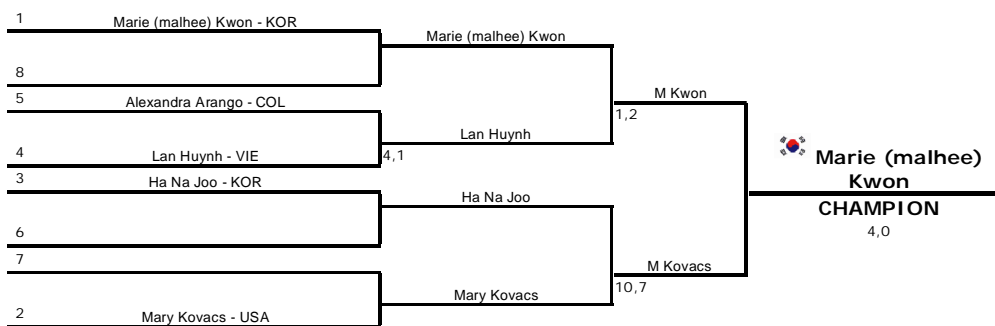 1 Marie (malhee) Kwon - KOR
Marie (malhee) Kwon
8
M Kwon
5 Alexandra Arango - COL
1,2
Lan Huynh
4 Lan Huynh - VIE
4,1
Marie (malhee)
Kwon
3 Ha Na Joo - KOR
Ha Na Joo
CHAMPION
4,0
6
7
M Kovacs
10,7
Mary Kovacs
2 Mary Kovacs - USA